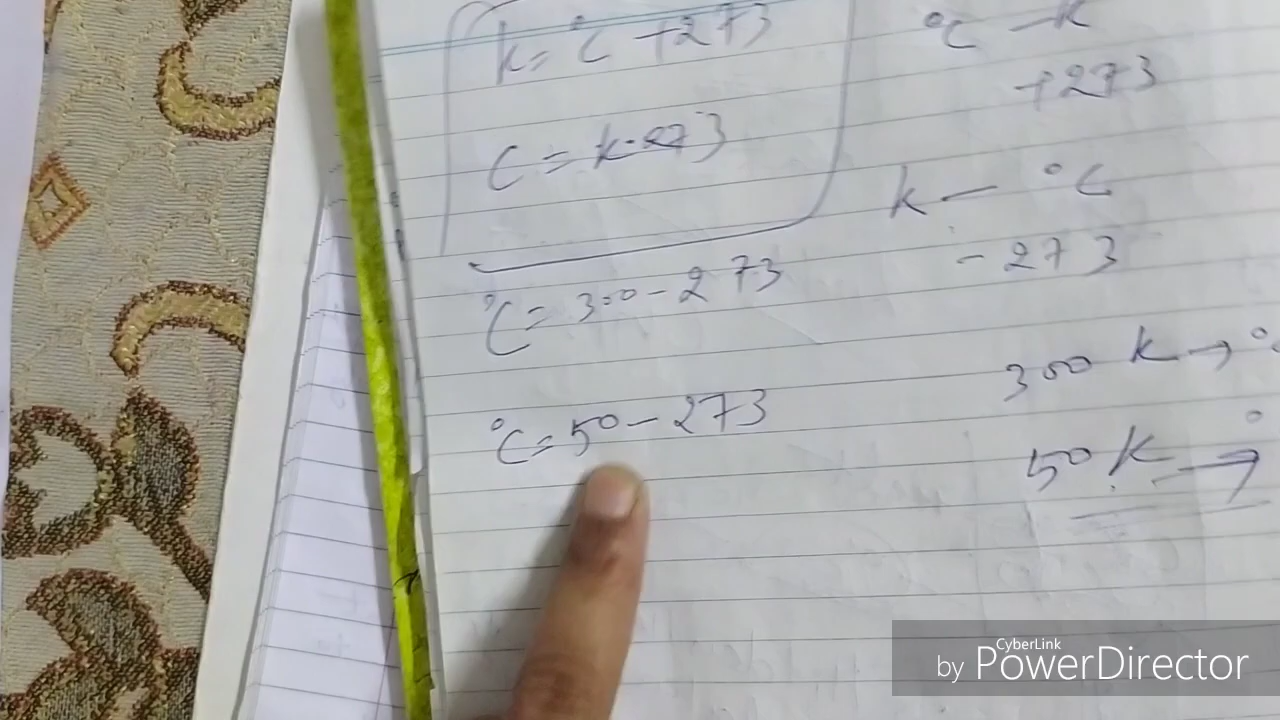 k = °C + 273
C = k - 273
°C = 300 - 273
°C = 50 - 273
°C — k
+273
k — °C
- 273
300 k → °
50 k → °
CyberLink
by PowerDirector